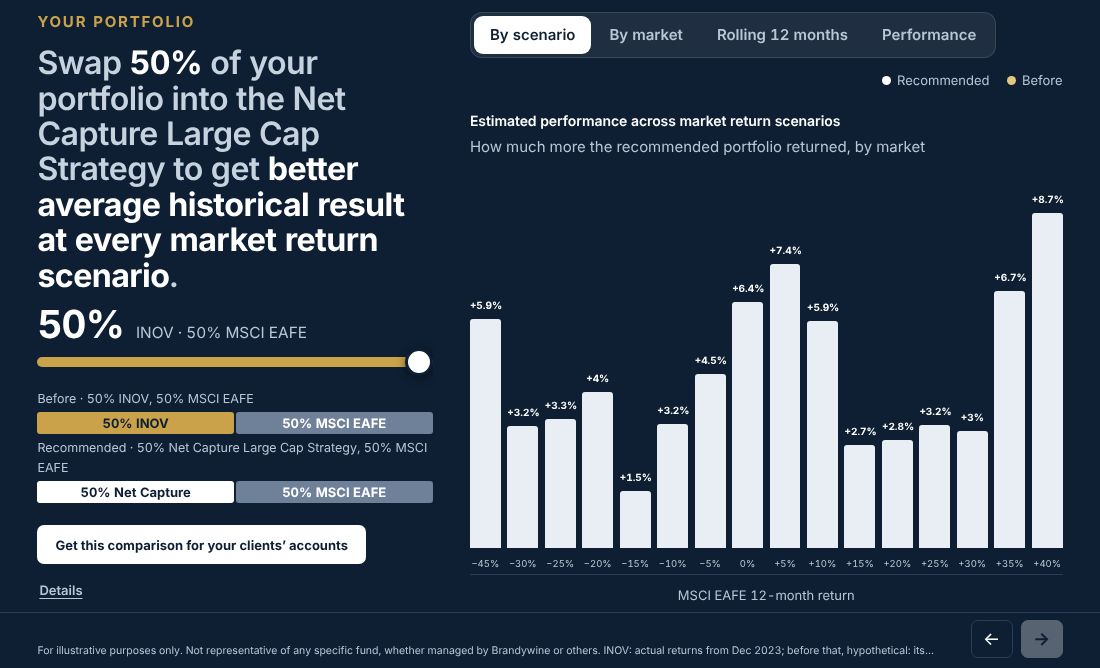 YOUR PORTFOLIO
Swap 50% of your
portfolio into the Net
Capture Large Cap
Strategy to get better
average historical result
at every market return
scenario.
50% INOV · 50% MSCI EAFE
Before · 50% INOV, 50% MSCI EAFE
50% INOV 50% MSCI EAFE
Recommended · 50% Net Capture Large Cap Strategy, 50% MSCI
EAFE
50% Net Capture 50% MSCI EAFE
Get this comparison for your clients’ accounts
Details
By scenario By market Rolling 12 months Performance
Recommended Before
Estimated performance across market return scenarios
How much more the recommended portfolio returned, by market
+5.9% +3.2% +3.3% +4% +1.5% +3.2% +4.5% +6.4% +7.4% +5.9% +2.7% +2.8% +3.2% +3% +6.7% +8.7%
−45% −30% −25% −20% −15% −10% −5% 0% +5% +10% +15% +20% +25% +30% +35% +40%
MSCI EAFE 12-month return
For illustrative purposes only. Not representative of any specific fund, whether managed by Brandywine or others. INOV: actual returns from Dec 2023; before that, hypothetical: its...